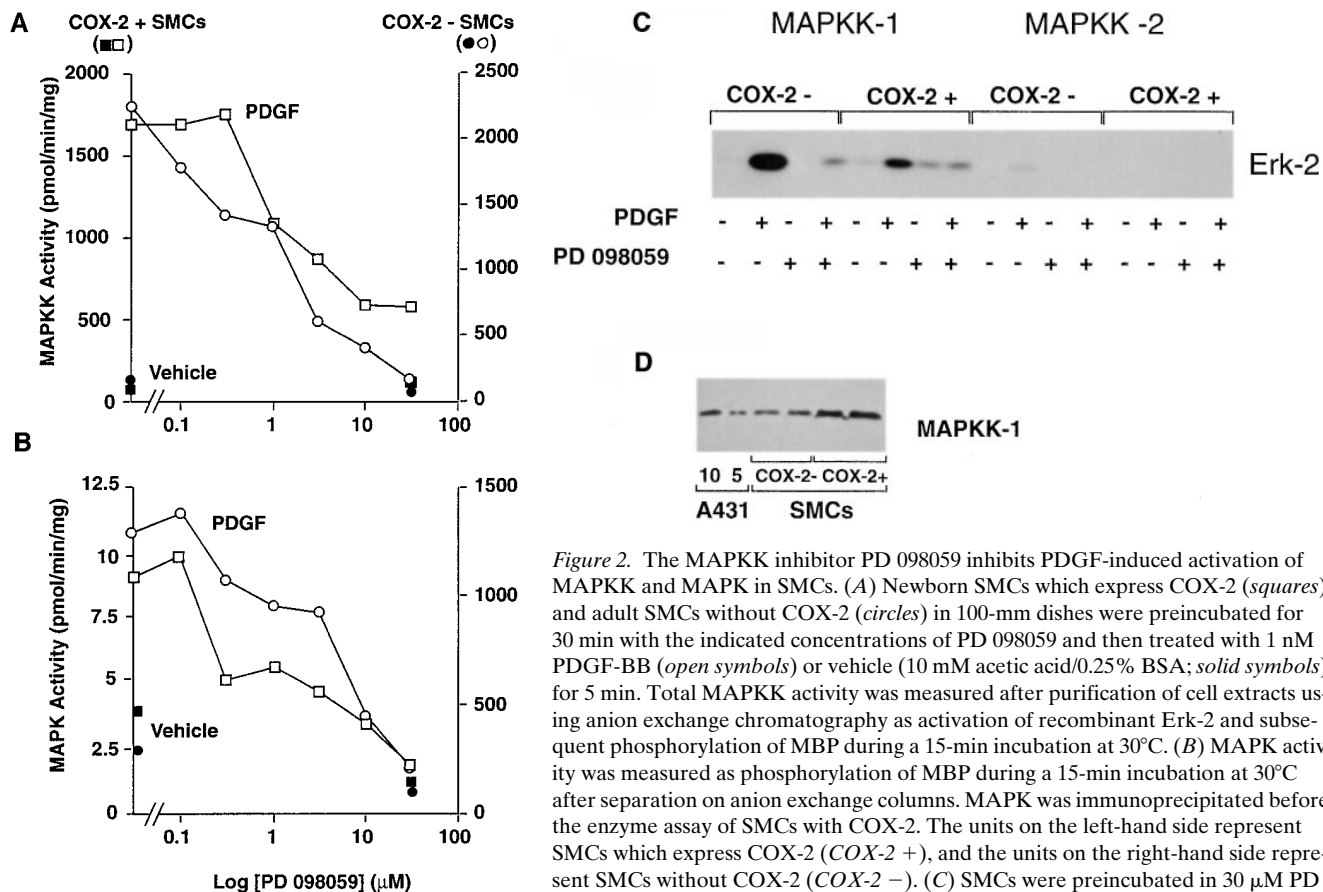 A
COX-2 + SMCs
(■□)
COX-2 - SMCs
(●○)
2000
1500
1000
500
0
2500
2000
1500
1000
500
0
MAPKK Activity (pmol/min/mg)
PDGF
Vehicle
0.1 1 10 100
B
12.5
10
7.5
5
2.5
0
1500
1000
500
0
MAPK Activity (pmol/min/mg)
PDGF
Vehicle
0.1 1 10 100
Log [PD 098059] (µM)
C
MAPKK-1 MAPKK -2
COX-2 - COX-2 + COX-2 - COX-2 +
Erk-2
PDGF - + - + - + - + - + - + - + - +
PD 098059 - - + + - - + + - - + + - - + +
D
MAPKK-1
10 5 COX-2- COX-2+
A431 SMCs
Figure 2. The MAPKK inhibitor PD 098059 inhibits PDGF-induced activation of
MAPKK and MAPK in SMCs. (A) Newborn SMCs which express COX-2 (squares)
and adult SMCs without COX-2 (circles) in 100-mm dishes were preincubated for
30 min with the indicated concentrations of PD 098059 and then treated with 1 nM
PDGF-BB (open symbols) or vehicle (10 mM acetic acid/0.25% BSA; solid symbols)
for 5 min. Total MAPKK activity was measured after purification of cell extracts us-
ing anion exchange chromatography as activation of recombinant Erk-2 and subse-
quent phosphorylation of MBP during a 15-min incubation at 30°C. (B) MAPK activ-
ity was measured as phosphorylation of MBP during a 15-min incubation at 30°C
after separation on anion exchange columns. MAPK was immunoprecipitated before
the enzyme assay of SMCs with COX-2. The units on the left-hand side represent
SMCs which express COX-2 (COX-2 +), and the units on the right-hand side repre-
sent SMCs without COX-2 (COX-2 −). (C) SMCs were preincubated in 30 µM PD